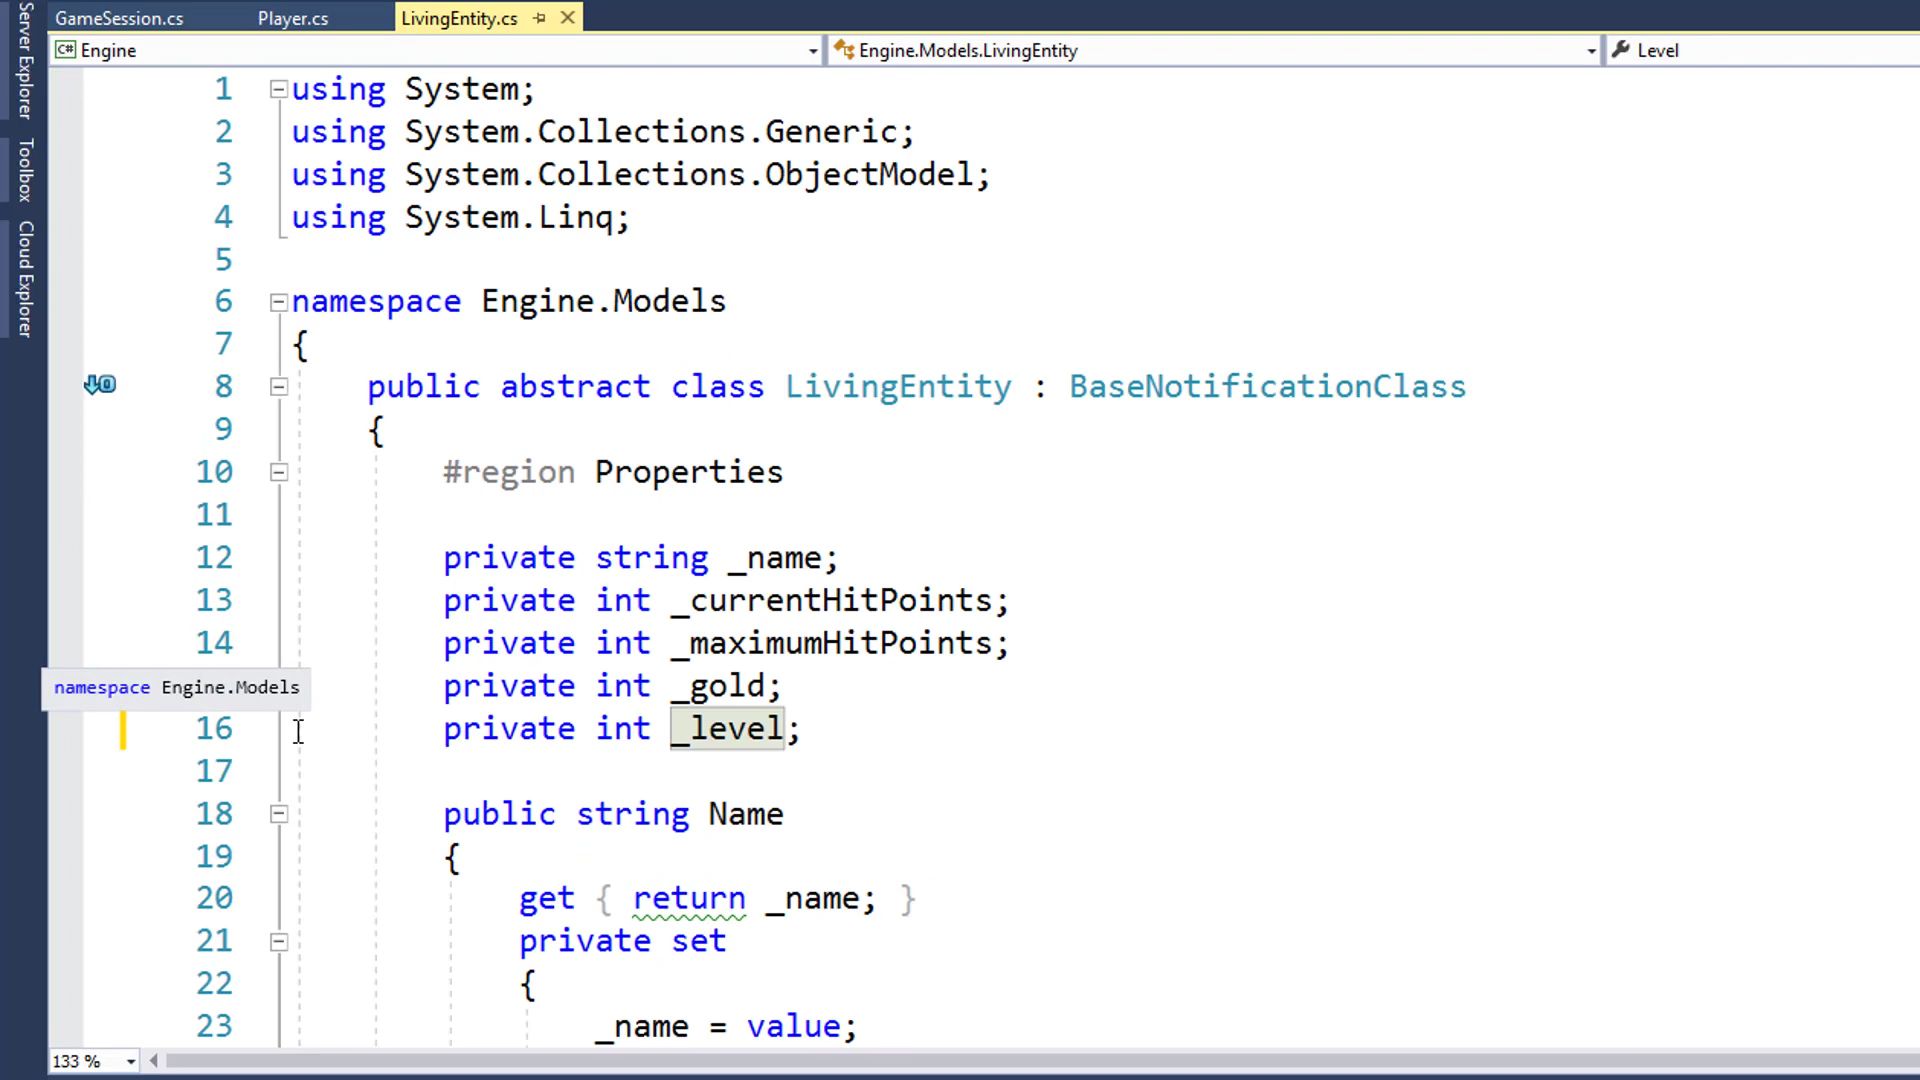 GameSession.cs Player.cs LivingEntity.cs
C# Engine Engine.Models.LivingEntity Level
Server Explorer
Toolbox
Cloud Explorer
1 using System;
2 using System.Collections.Generic;
3 using System.Collections.ObjectModel;
4 using System.Linq;
5
6 namespace Engine.Models
7 {
8 public abstract class LivingEntity : BaseNotificationClass
9 {
10 #region Properties
11
12 private string _name;
13 private int _currentHitPoints;
14 private int _maximumHitPoints;
namespace Engine.Models private int _gold;
16 private int _level;
17
18 public string Name
19 {
20 get { return _name; }
21 private set
22 {
23 _name = value;
133 %